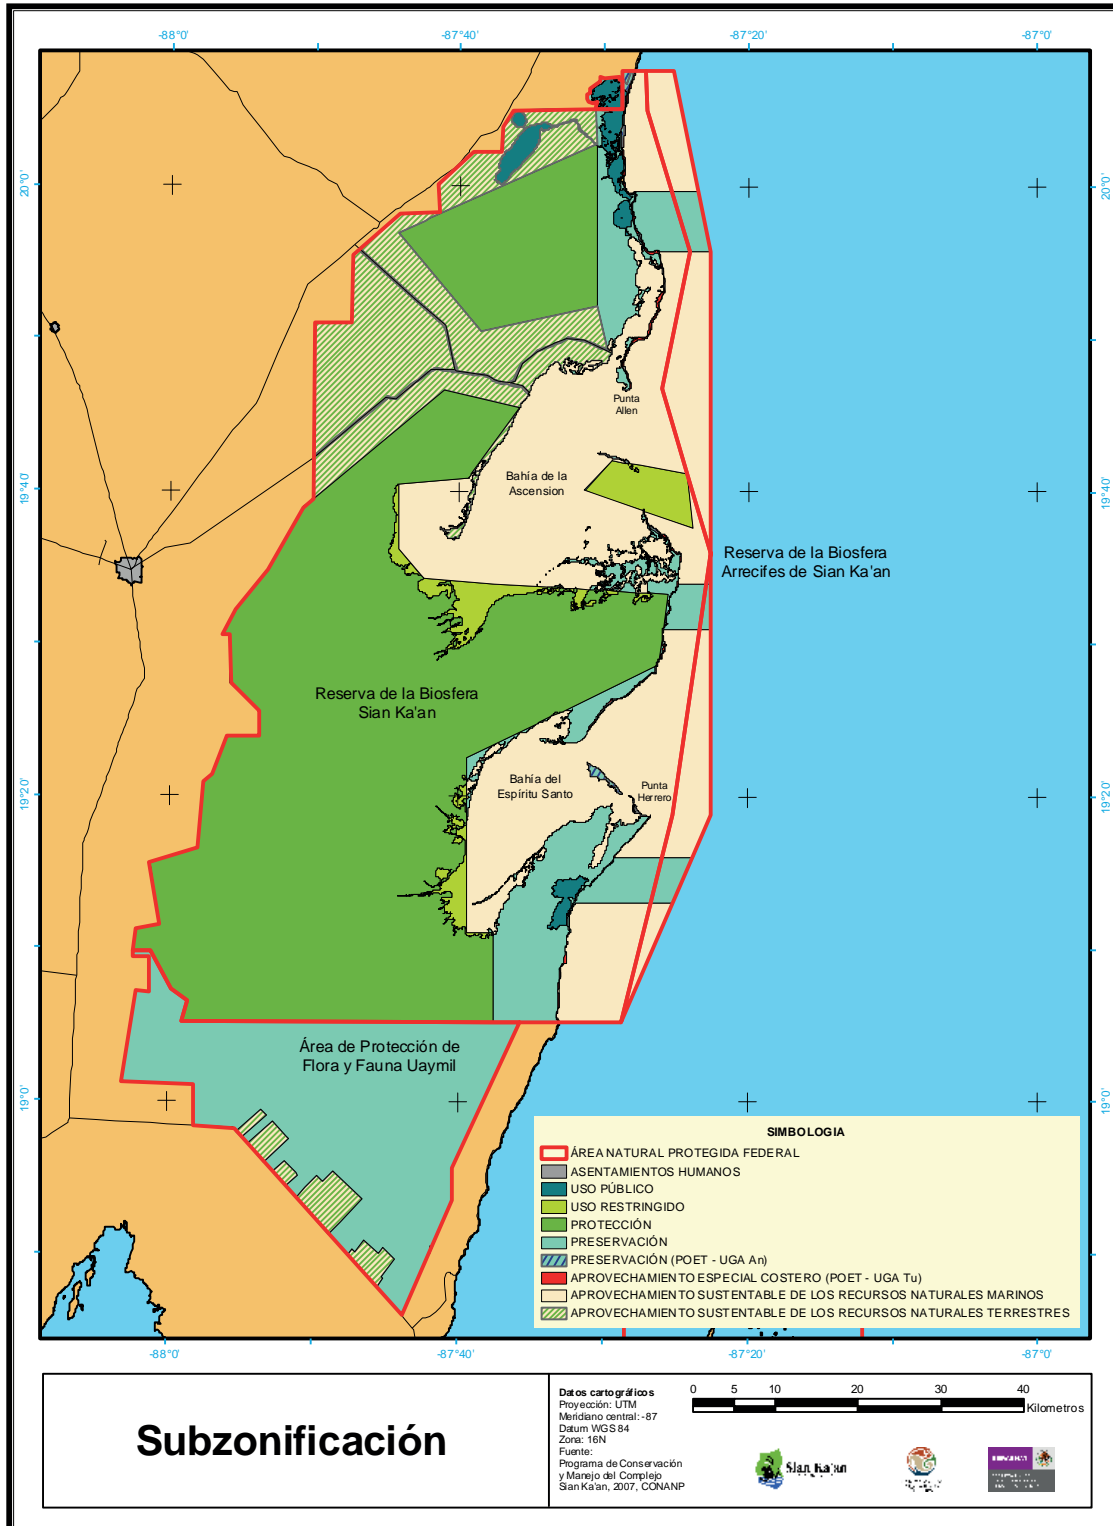 -88°0'
-87°40'
-87°20'
-87°0'
20°0'
20°0'
Punta
Allen
19°40'
19°40'
Bahía de la
Ascension
Reserva de la Biosfera
Arrecifes de Sian Ka'an
Reserva de la Biosfera
Sian Ka'an
Bahía del
Espíritu Santo
Punta
Herrero
19°20'
19°20'
Área de Protección de
Flora y Fauna Uaymil
19°0'
19°0'
SIMBOLOGIA
ÁREA NATURAL PROTEGIDA FEDERAL
ASENTAMIENTOS HUMANOS
USO PÚBLICO
USO RESTRINGIDO
PROTECCIÓN
PRESERVACIÓN
PRESERVACIÓN (POET - UGA An)
APROVECHAMIENTO ESPECIAL COSTERO (POET - UGA Tu)
APROVECHAMIENTO SUSTENTABLE DE LOS RECURSOS NATURALES MARINOS
APROVECHAMIENTO SUSTENTABLE DE LOS RECURSOS NATURALES TERRESTRES
-88°0'
-87°40'
-87°20'
-87°0'
Subzonificación
Datos cartográficos
Proyección: UTM
Meridiano central: -87
Datum WGS 84
Zona: 16N
Fuente:
Programa de Conservación
y Manejo del Complejo
Sian Ka'an, 2007, CONANP
0 5 10 20 30 40
Kilometros
Sian Ka'an